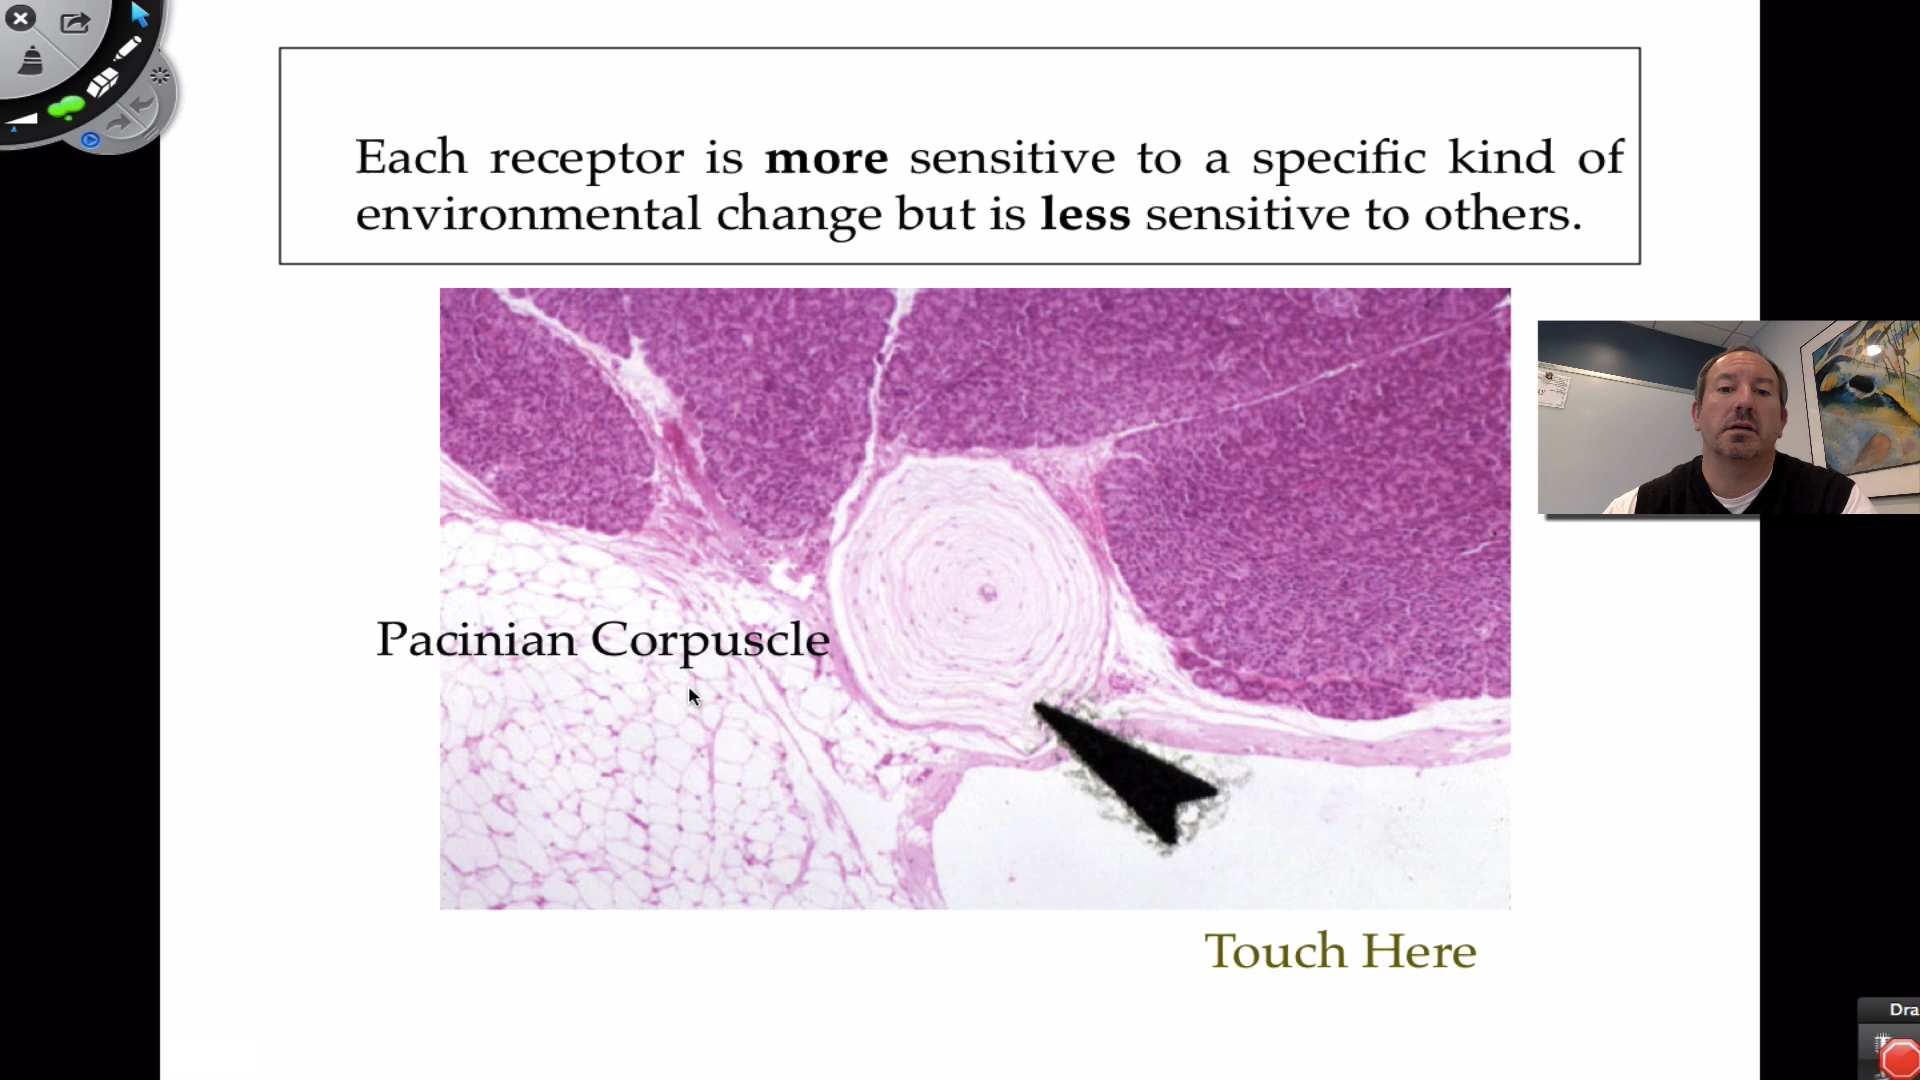 Each receptor is more sensitive to a specific kind of
environmental change but is less sensitive to others.
Pacinian Corpuscle
Touch Here
Dra